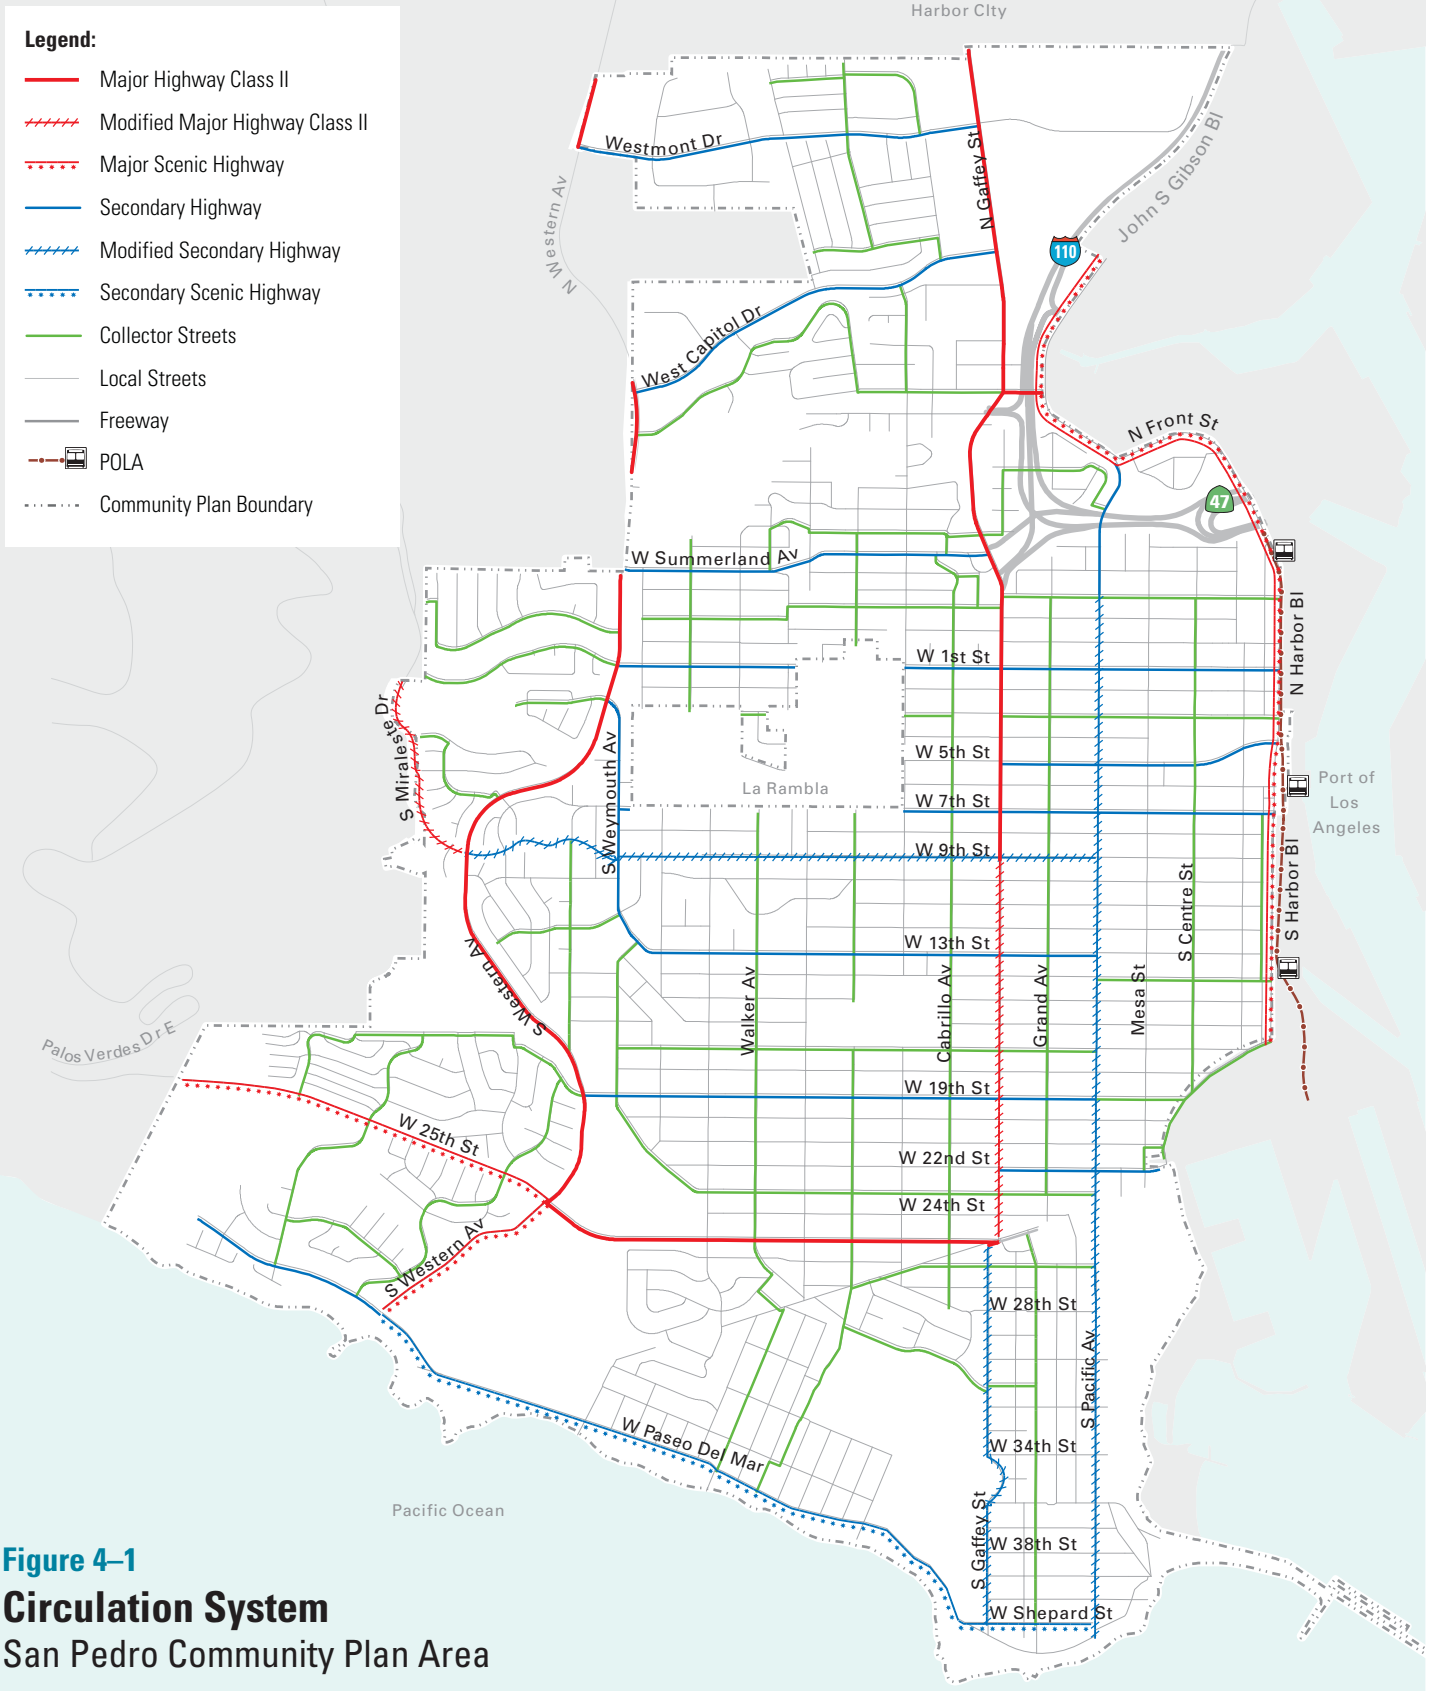 Harbor CIty
Legend:
Major Highway Class II
Modified Major Highway Class II
Major Scenic Highway
Secondary Highway
Modified Secondary Highway
Secondary Scenic Highway
Collector Streets
Local Streets
Freeway
POLA
Community Plan Boundary
Westmont Dr
N Gaffey St
John S Gibson Bl
N Western Av
110
West Capitol Dr
N Front St
47
W Summerland Av
N Harbor Bl
W 1st St
S Miraleste Dr
S Weymouth Av
W 5th St
La Rambla
W 7th St
Port of
Los
Angeles
W 9th St
S Harbor Bl
S Centre St
S Western Av
W 13th St
Walker Av
Cabrillo Av
Grand Av
Mesa St
Palos Verdes Dr E
W 19th St
W 25th St
W 22nd St
W 24th St
S Western Av
W 28th St
S Pacific Av
W Paseo Del Mar
W 34th St
S Gaffey St
Pacific Ocean
W 38th St
W Shepard St
Figure 4–1
Circulation System
San Pedro Community Plan Area